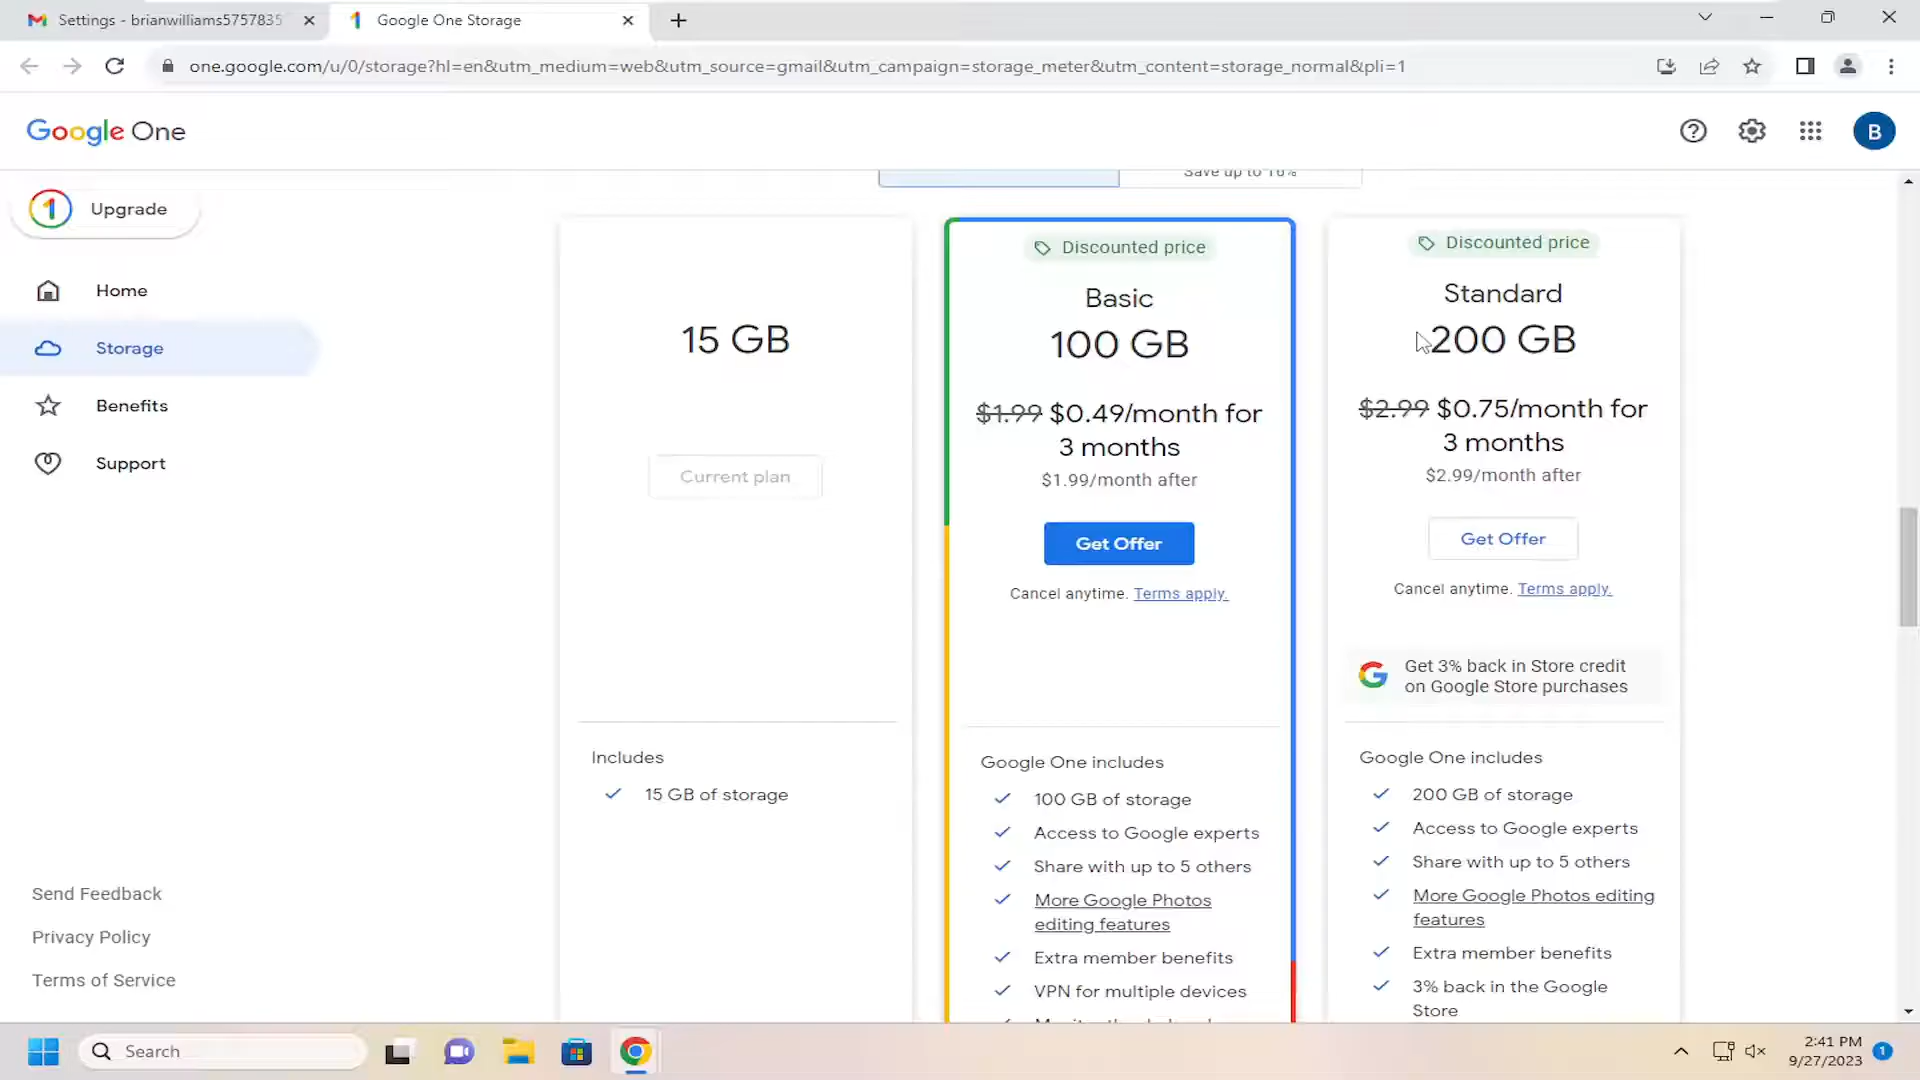 Settings - brianwilliams5757835
Google One Storage
one.google.com/u/0/storage?hl=en&utm_medium=web&utm_source=gmail&utm_campaign=storage_meter&utm_content=storage_normal&pli=1
Google One
B
Save up to 16%
1 Upgrade
Home
Storage
Benefits
Support
Send Feedback
Privacy Policy
Terms of Service
15 GB
Current plan
Includes
15 GB of storage
Discounted price
Basic
100 GB
$1.99 $0.49/month for
3 months
$1.99/month after
Get Offer
Cancel anytime. Terms apply.
Google One includes
100 GB of storage
Access to Google experts
Share with up to 5 others
More Google Photos
editing features
Extra member benefits
VPN for multiple devices
Discounted price
Standard
200 GB
$2.99 $0.75/month for
3 months
$2.99/month after
Get Offer
Cancel anytime. Terms apply.
G Get 3% back in Store credit
on Google Store purchases
Google One includes
200 GB of storage
Access to Google experts
Share with up to 5 others
More Google Photos editing
features
Extra member benefits
3% back in the Google
Store
Search
2:41 PM
9/27/2023
1